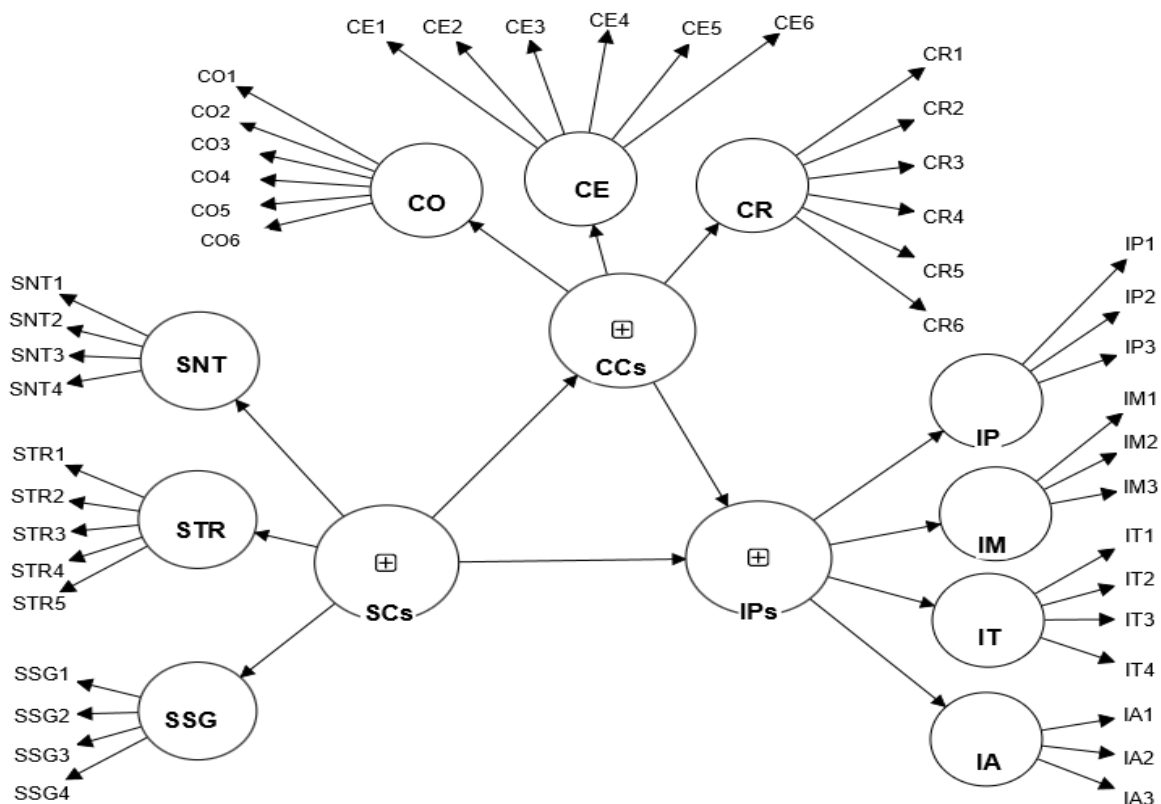 CE1
CE2
CE3
CE4
CE5
CE6
CO1
CO2
CO3
CO4
CO5
CO6
CO
CE
CR
CR1
CR2
CR3
CR4
CR5
CR6
SNT1
SNT2
SNT3
SNT4
SNT
CCs
IP1
IP2
IP3
IP
STR1
STR2
STR3
STR4
STR5
STR
SCs
IPs
IM1
IM2
IM3
IM
IT1
IT2
IT3
IT4
IT
SSG1
SSG2
SSG3
SSG4
SSG
IA1
IA2
IA3
IA